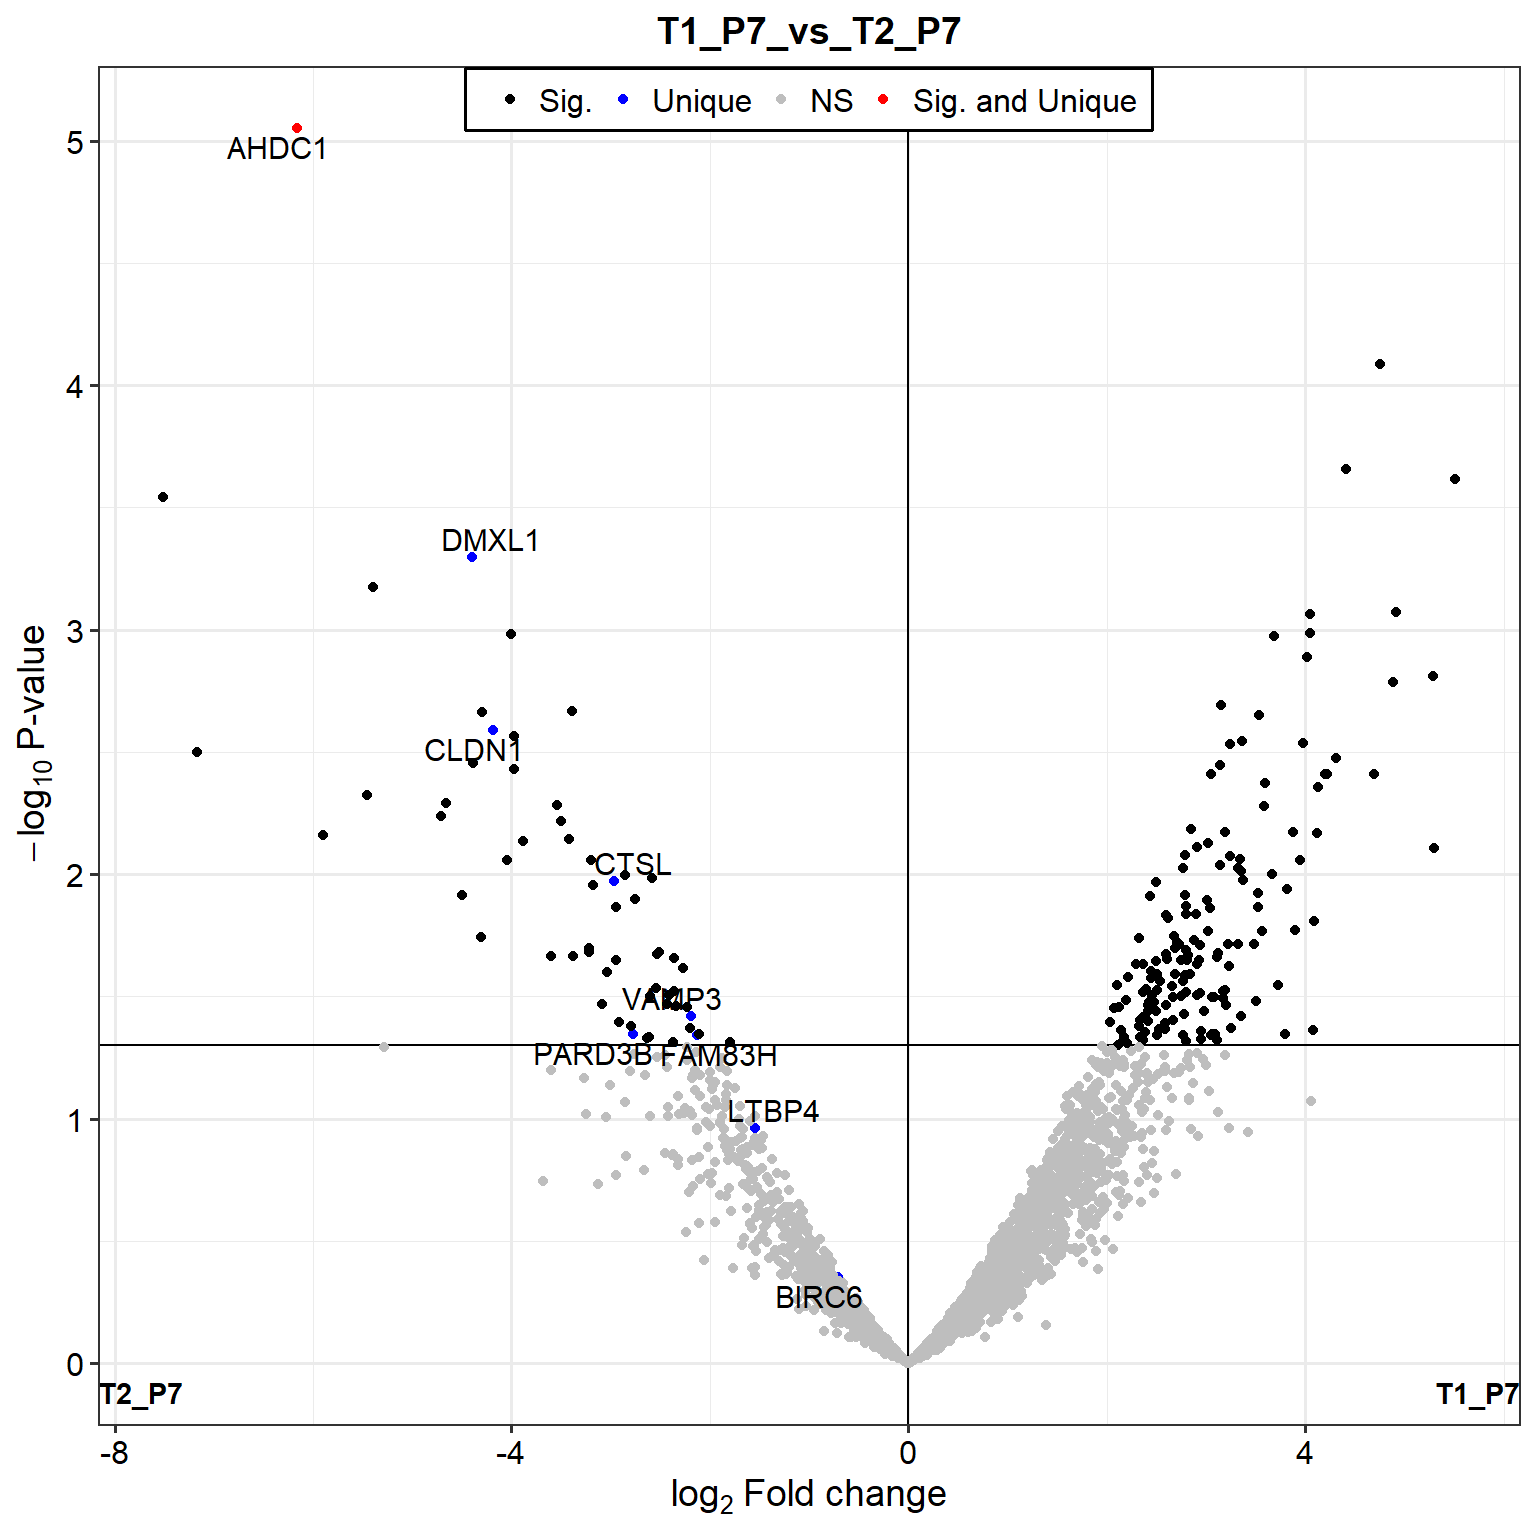 T1_P7_vs_T2_P7
Sig. Unique NS Sig. and Unique
5
AHDC1
4
DMXL1
3
CLDN1
2
CTSL
VAMP3
PARD3B FAM83H
1
LTBP4
BIRC6
0
T2_P7 T1_P7
-8 -4 0 4
log2 Fold change
−log10 P-value